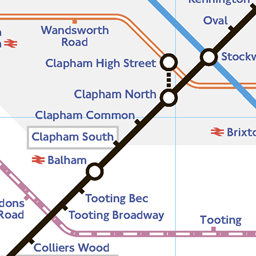 Kennington
Oval
Wandsworth
Road
Clapham High Street
Stockw
Clapham North
Clapham Common
Clapham South
Brixto
Balham
Tooting Bec
dons
Road
Tooting Broadway
Tooting
Colliers Wood